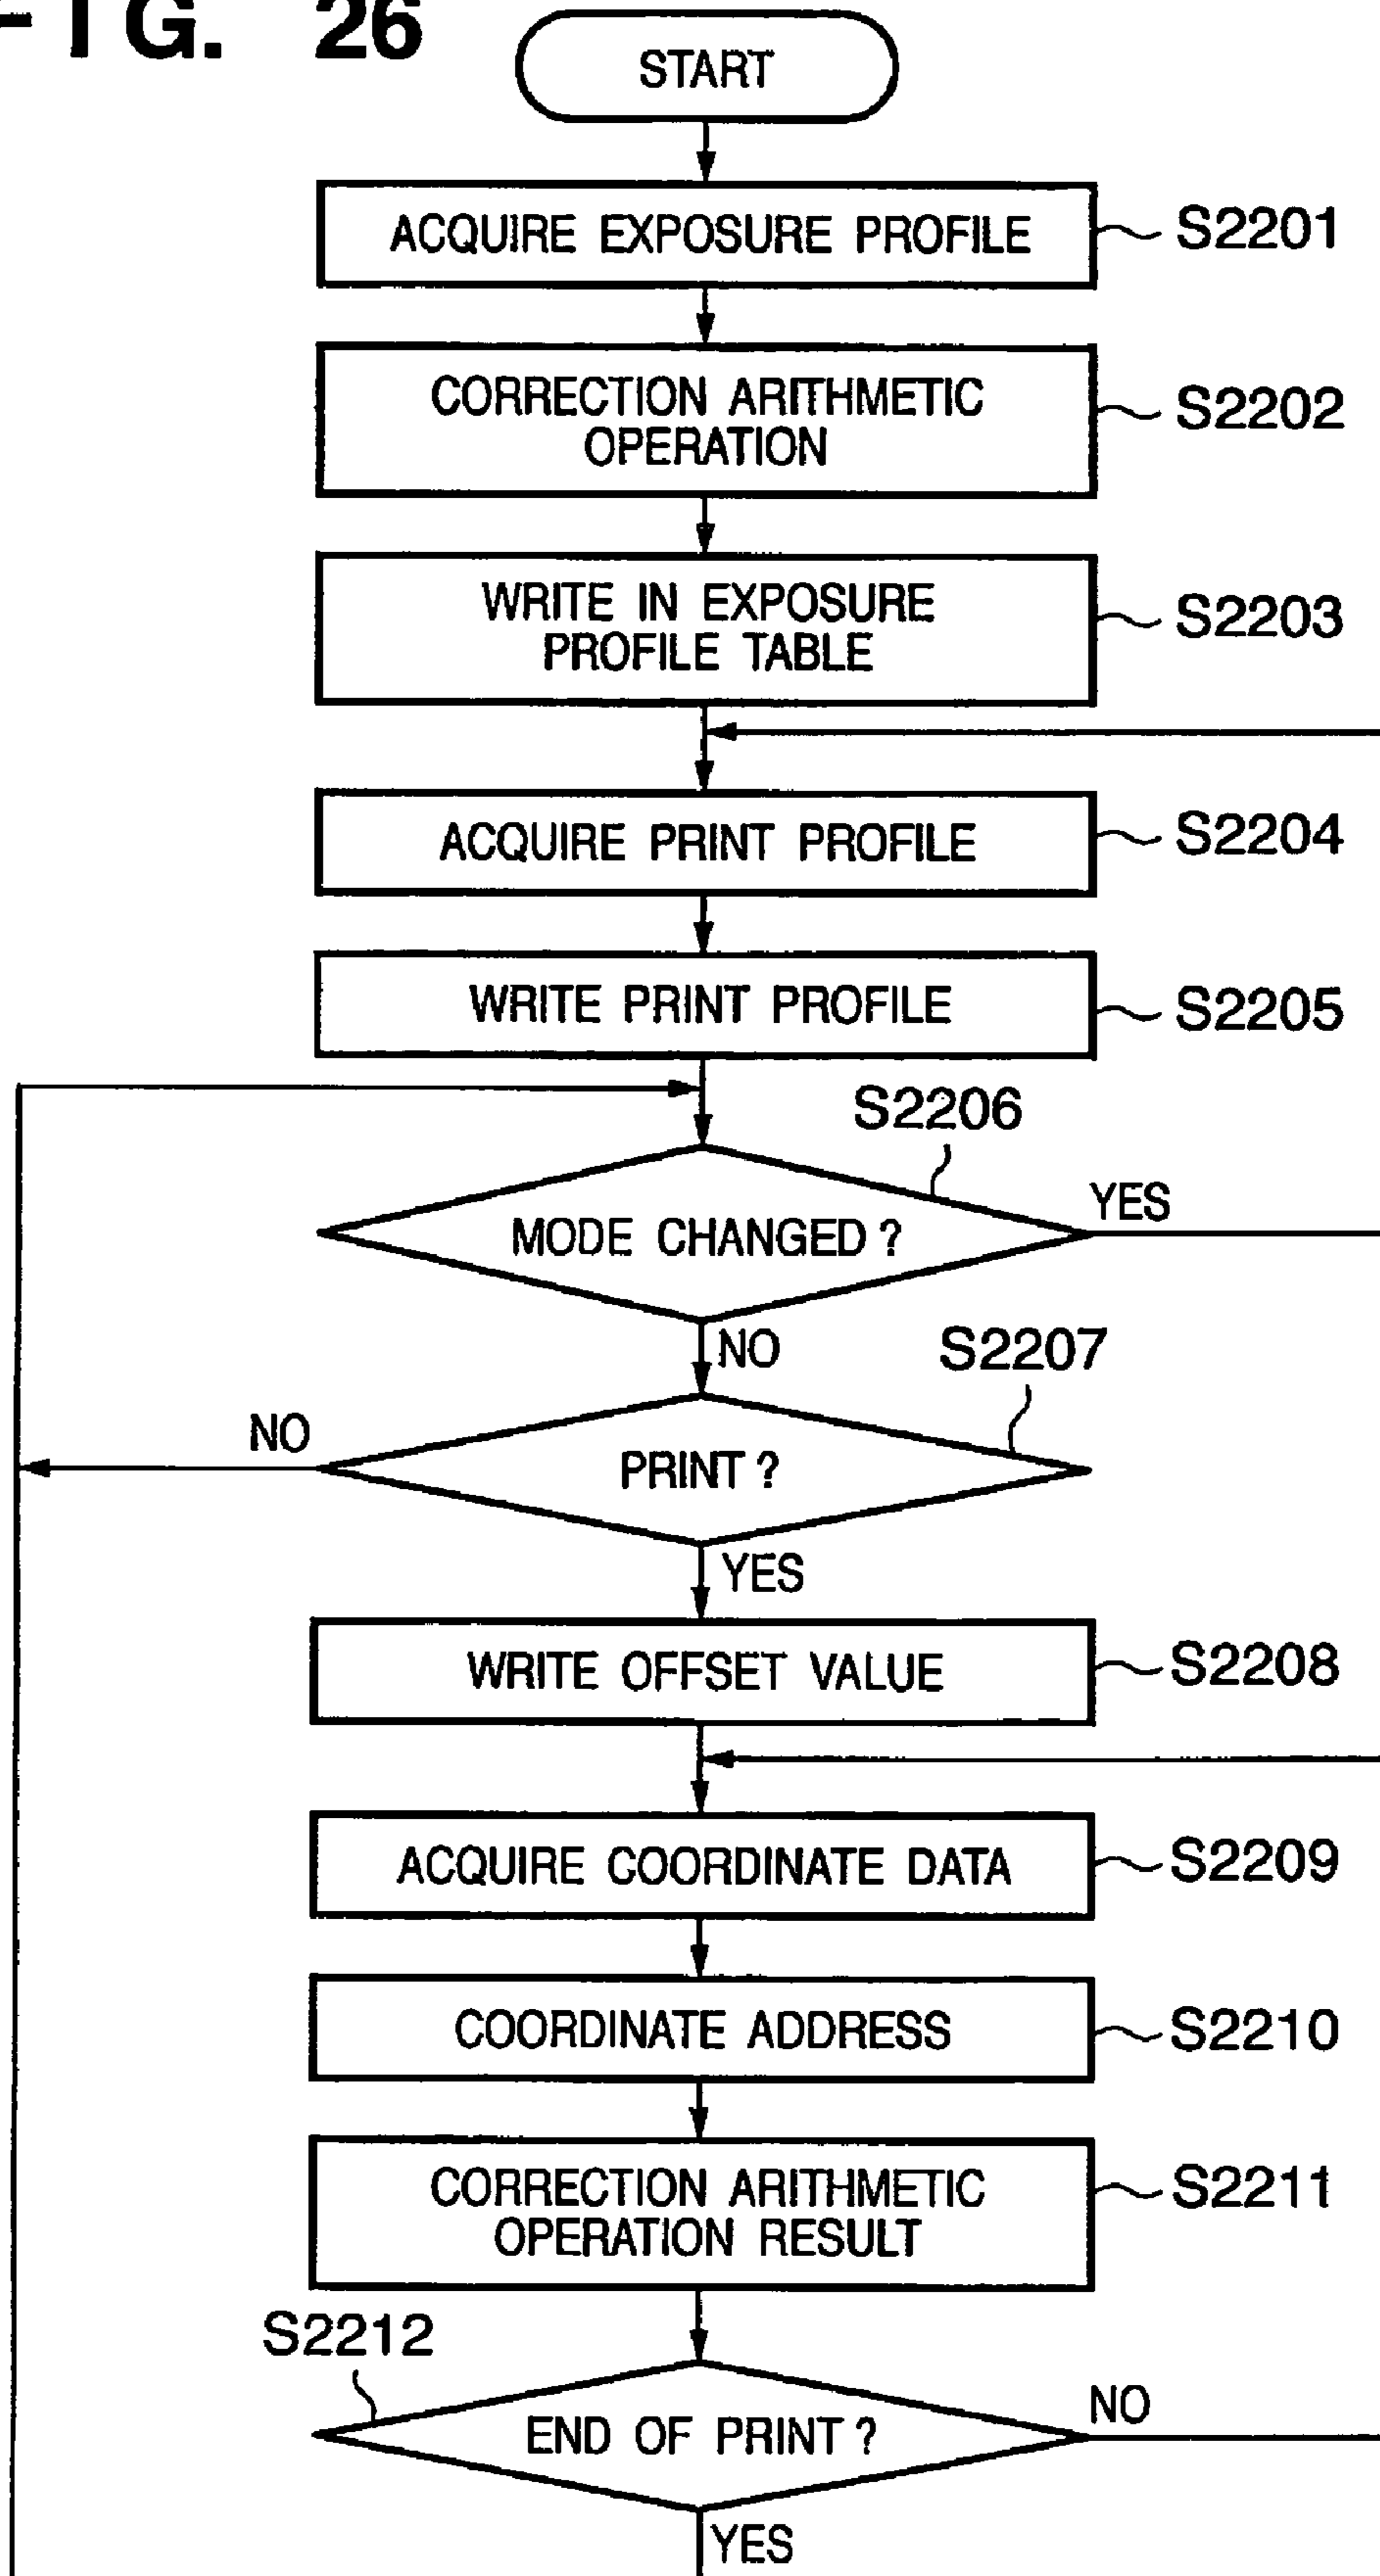 FIG. 26
START
ACQUIRE EXPOSURE PROFILE
S2201
CORRECTION ARITHMETIC
OPERATION
S2202
WRITE IN EXPOSURE
PROFILE TABLE
S2203
ACQUIRE PRINT PROFILE
S2204
WRITE PRINT PROFILE
S2205
S2206
MODE CHANGED ?
YES
NO
S2207
NO
PRINT ?
YES
WRITE OFFSET VALUE
S2208
ACQUIRE COORDINATE DATA
S2209
COORDINATE ADDRESS
S2210
CORRECTION ARITHMETIC
OPERATION RESULT
S2211
S2212
END OF PRINT ?
NO
YES